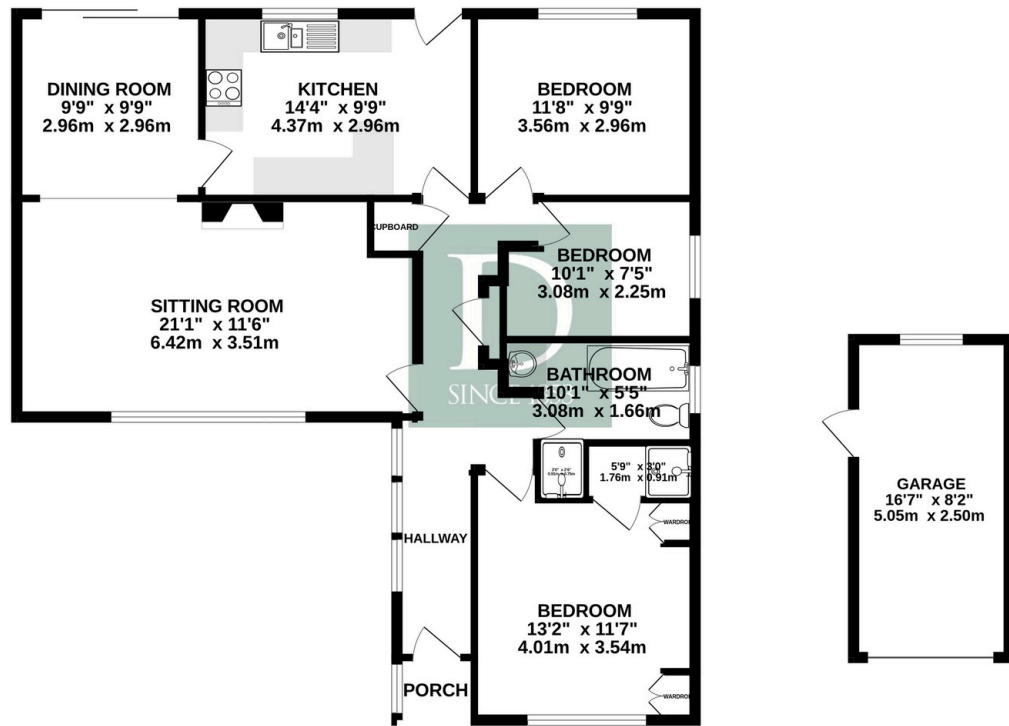 DINING ROOM
9'9" x 9'9"
2.96m x 2.96m
KITCHEN
14'4" x 9'9"
4.37m x 2.96m
BEDROOM
11'8" x 9'9"
3.56m x 2.96m
CUPBOARD
BEDROOM
10'1" x 7'5"
3.08m x 2.25m
D
SITTING ROOM
21'1" x 11'6"
6.42m x 3.51m
BATHROOM
10'1" x 5'5"
3.08m x 1.66m
SINCE
5'9" x 3'0"
1.76m x 0.91m
WARDROB
HALLWAY
GARAGE
16'7" x 8'2"
5.05m x 2.50m
BEDROOM
13'2" x 11'7"
4.01m x 3.54m
PORCH
WARDROB